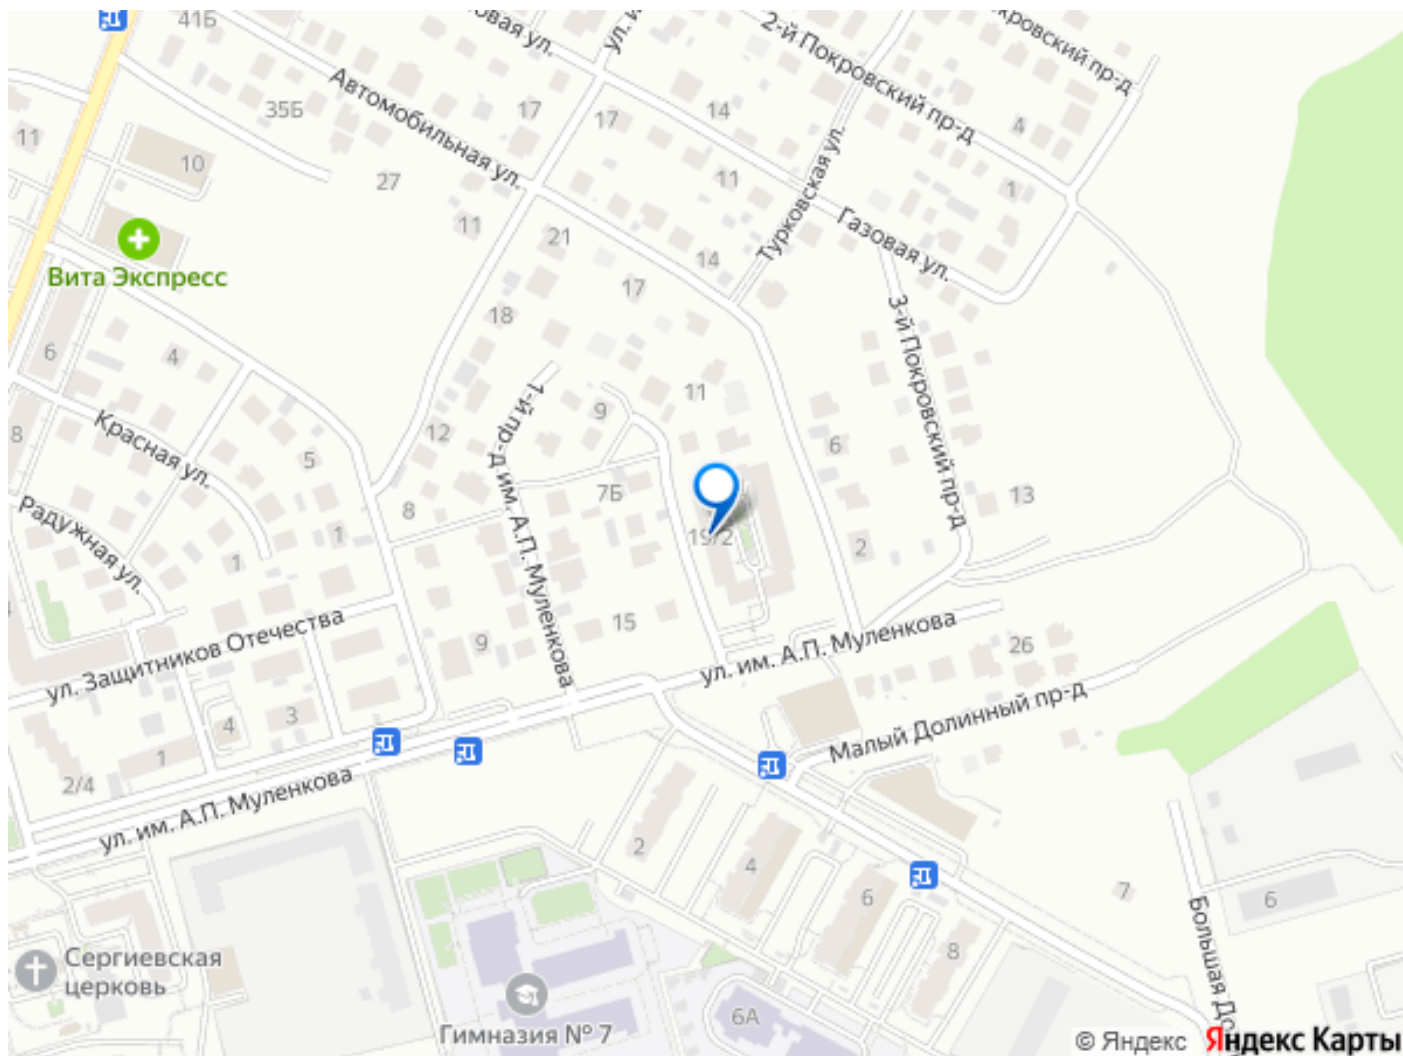 41Б
овая ул.
ул. и
2-й Покровский пр-д
кровский пр-д
Автомобильная ул.
35Б
17
17
14
4
11
10
27
11
1
Турковская ул.
Газовая ул.
11
21
14
Вита Экспресс
17
18
3-й Покровский пр-д
6
4
1-й пр-д им. А.П. Муленкова
11
9
Красная ул.
8
12
6
5
7Б
13
Радужная ул.
8
1
19/2
2
1
ул. Защитников Отечества
15
9
ул. им. А.П. Муленкова
26
4
3
Малый Долинный пр-д
1
2/4
ул. им. А.П. Муленкова
2
4
6
7
6
Большая До
8
Сергиевская
церковь
Гимназия № 7
6А
© Яндекс Яндекс Карты